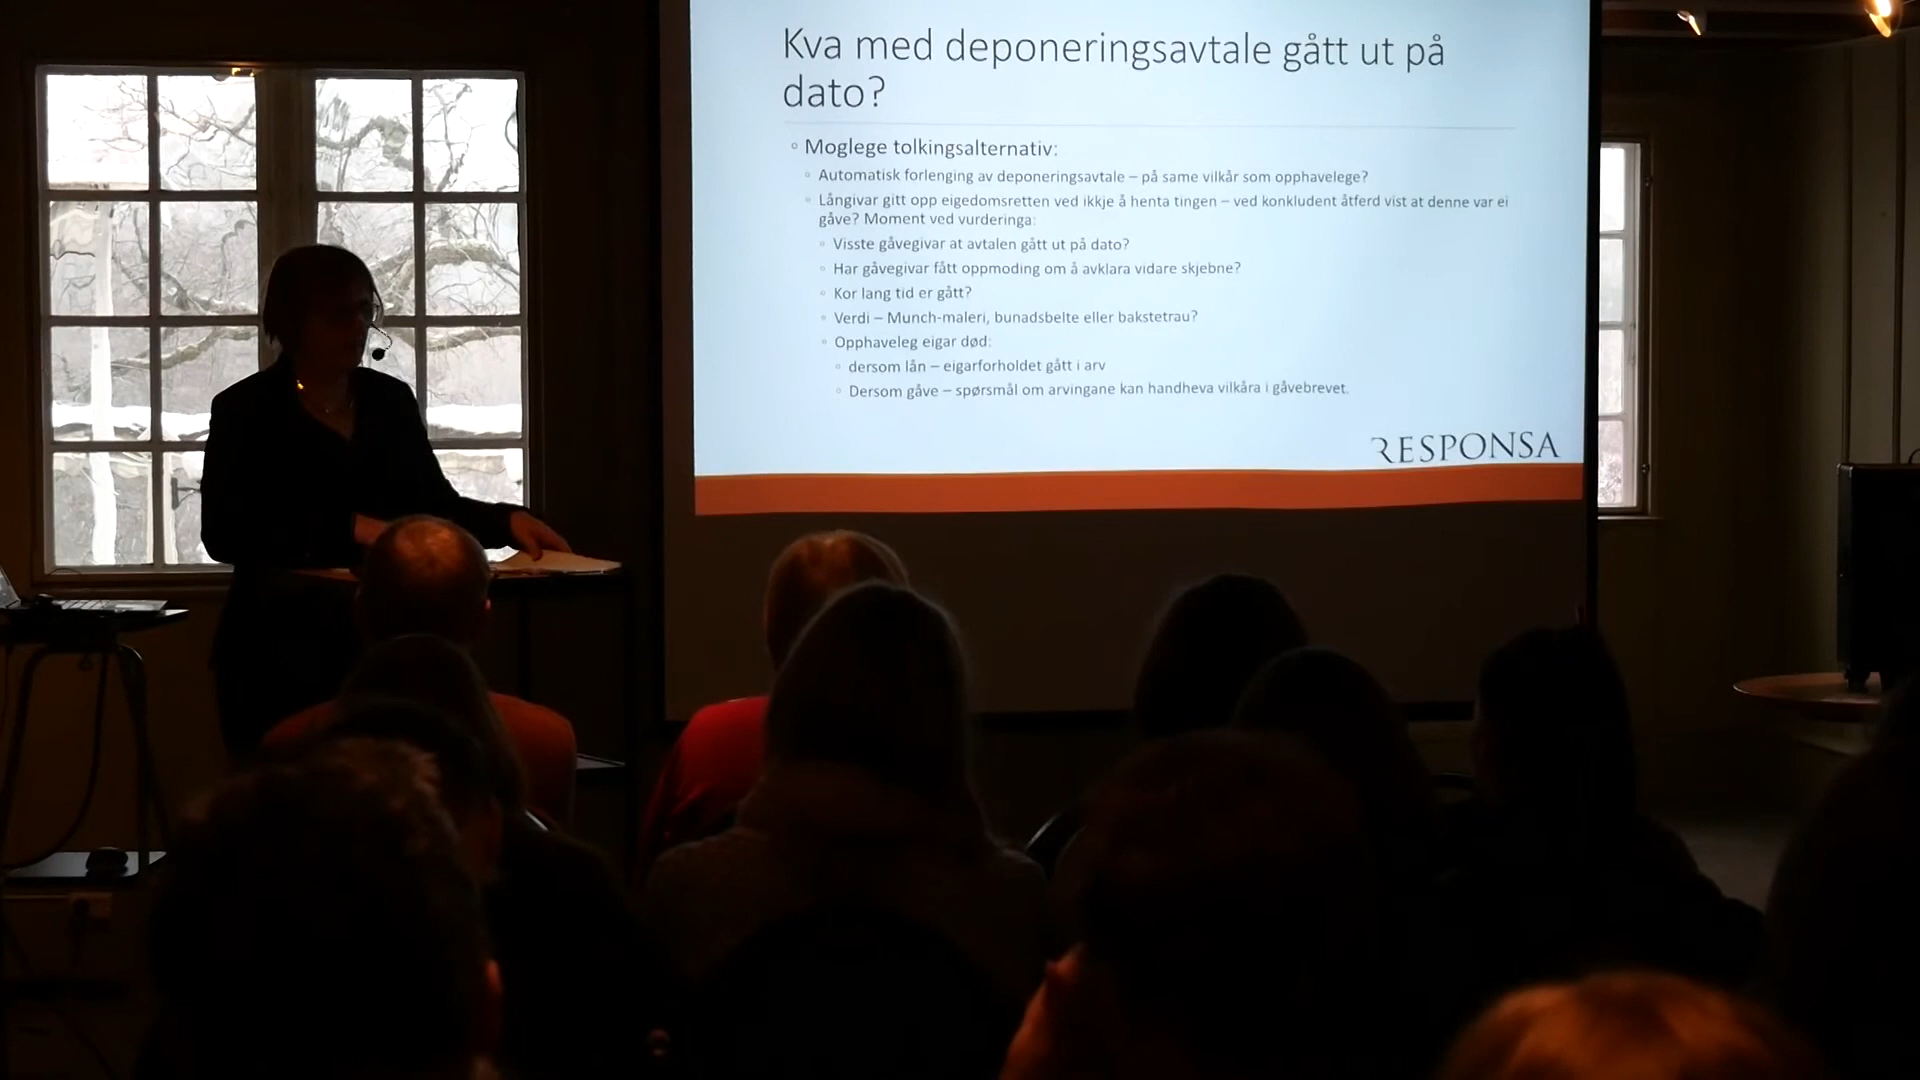 Kva med deponeringsavtale gått ut på
dato?
◦ Moglege tolkingsalternativ:
◦ Automatisk forlenging av deponeringsavtale – på same vilkår som opphavelege?
◦ Långivar gitt opp eigedomsretten ved ikkje å henta tingen – ved konkludent åtferd vist at denne var ei
gåve? Moment ved vurderinga:
◦ Visste gåvegivar at avtalen gått ut på dato?
◦ Har gåvegivar fått oppmoding om å avklara vidare skjebne?
◦ Kor lang tid er gått?
◦ Verdi – Munch-maleri, bunadsbelte eller bakstetrau?
◦ Opphaveleg eigar død:
◦ dersom lån – eigarforholdet gått i arv
◦ Dersom gåve – spørsmål om arvingane kan handheva vilkåra i gåvebrevet.
RESPONSA